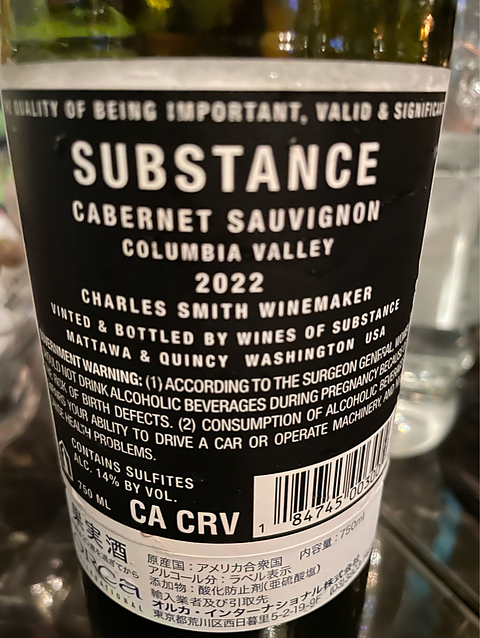 QUALITY OF BEING IMPORTANT, VALID &
SUBSTANCE
CABERNET SAUVIGNON
COLUMBIA VALLEY
2022
CHARLES SMITH WINEMAKER
VINTED & BOTTLED BY WINES OF SUBSTANCE
MATTAWA & QUINCY WASHINGTON USA
WARNING: (1) ACCORDING TO THE SURGEON GENERAL,
NOT DRINK ALCOHOLIC BEVERAGES DURING PREGNANCY
RISK OF BIRTH DEFECTS. (2) CONSUMPTION OF ALCOHOLIC
YOUR ABILITY TO DRIVE A CAR OR OPERATE MACHINERY,
HEALTH PROBLEMS.
CONTAINS SULFITES
ALC. 14% BY VOL.
750 ML
CA CRV
1 84745
果実酒
原産国：アメリカ合衆国 内容量：750ml
アルコール分：ラベル表示
添加物：酸化防止剤(亜硫酸塩)
輸入業者及び引取先
オルカ・インターナショナル株式会社
東京都荒川区西日暮里5-2-19-9F